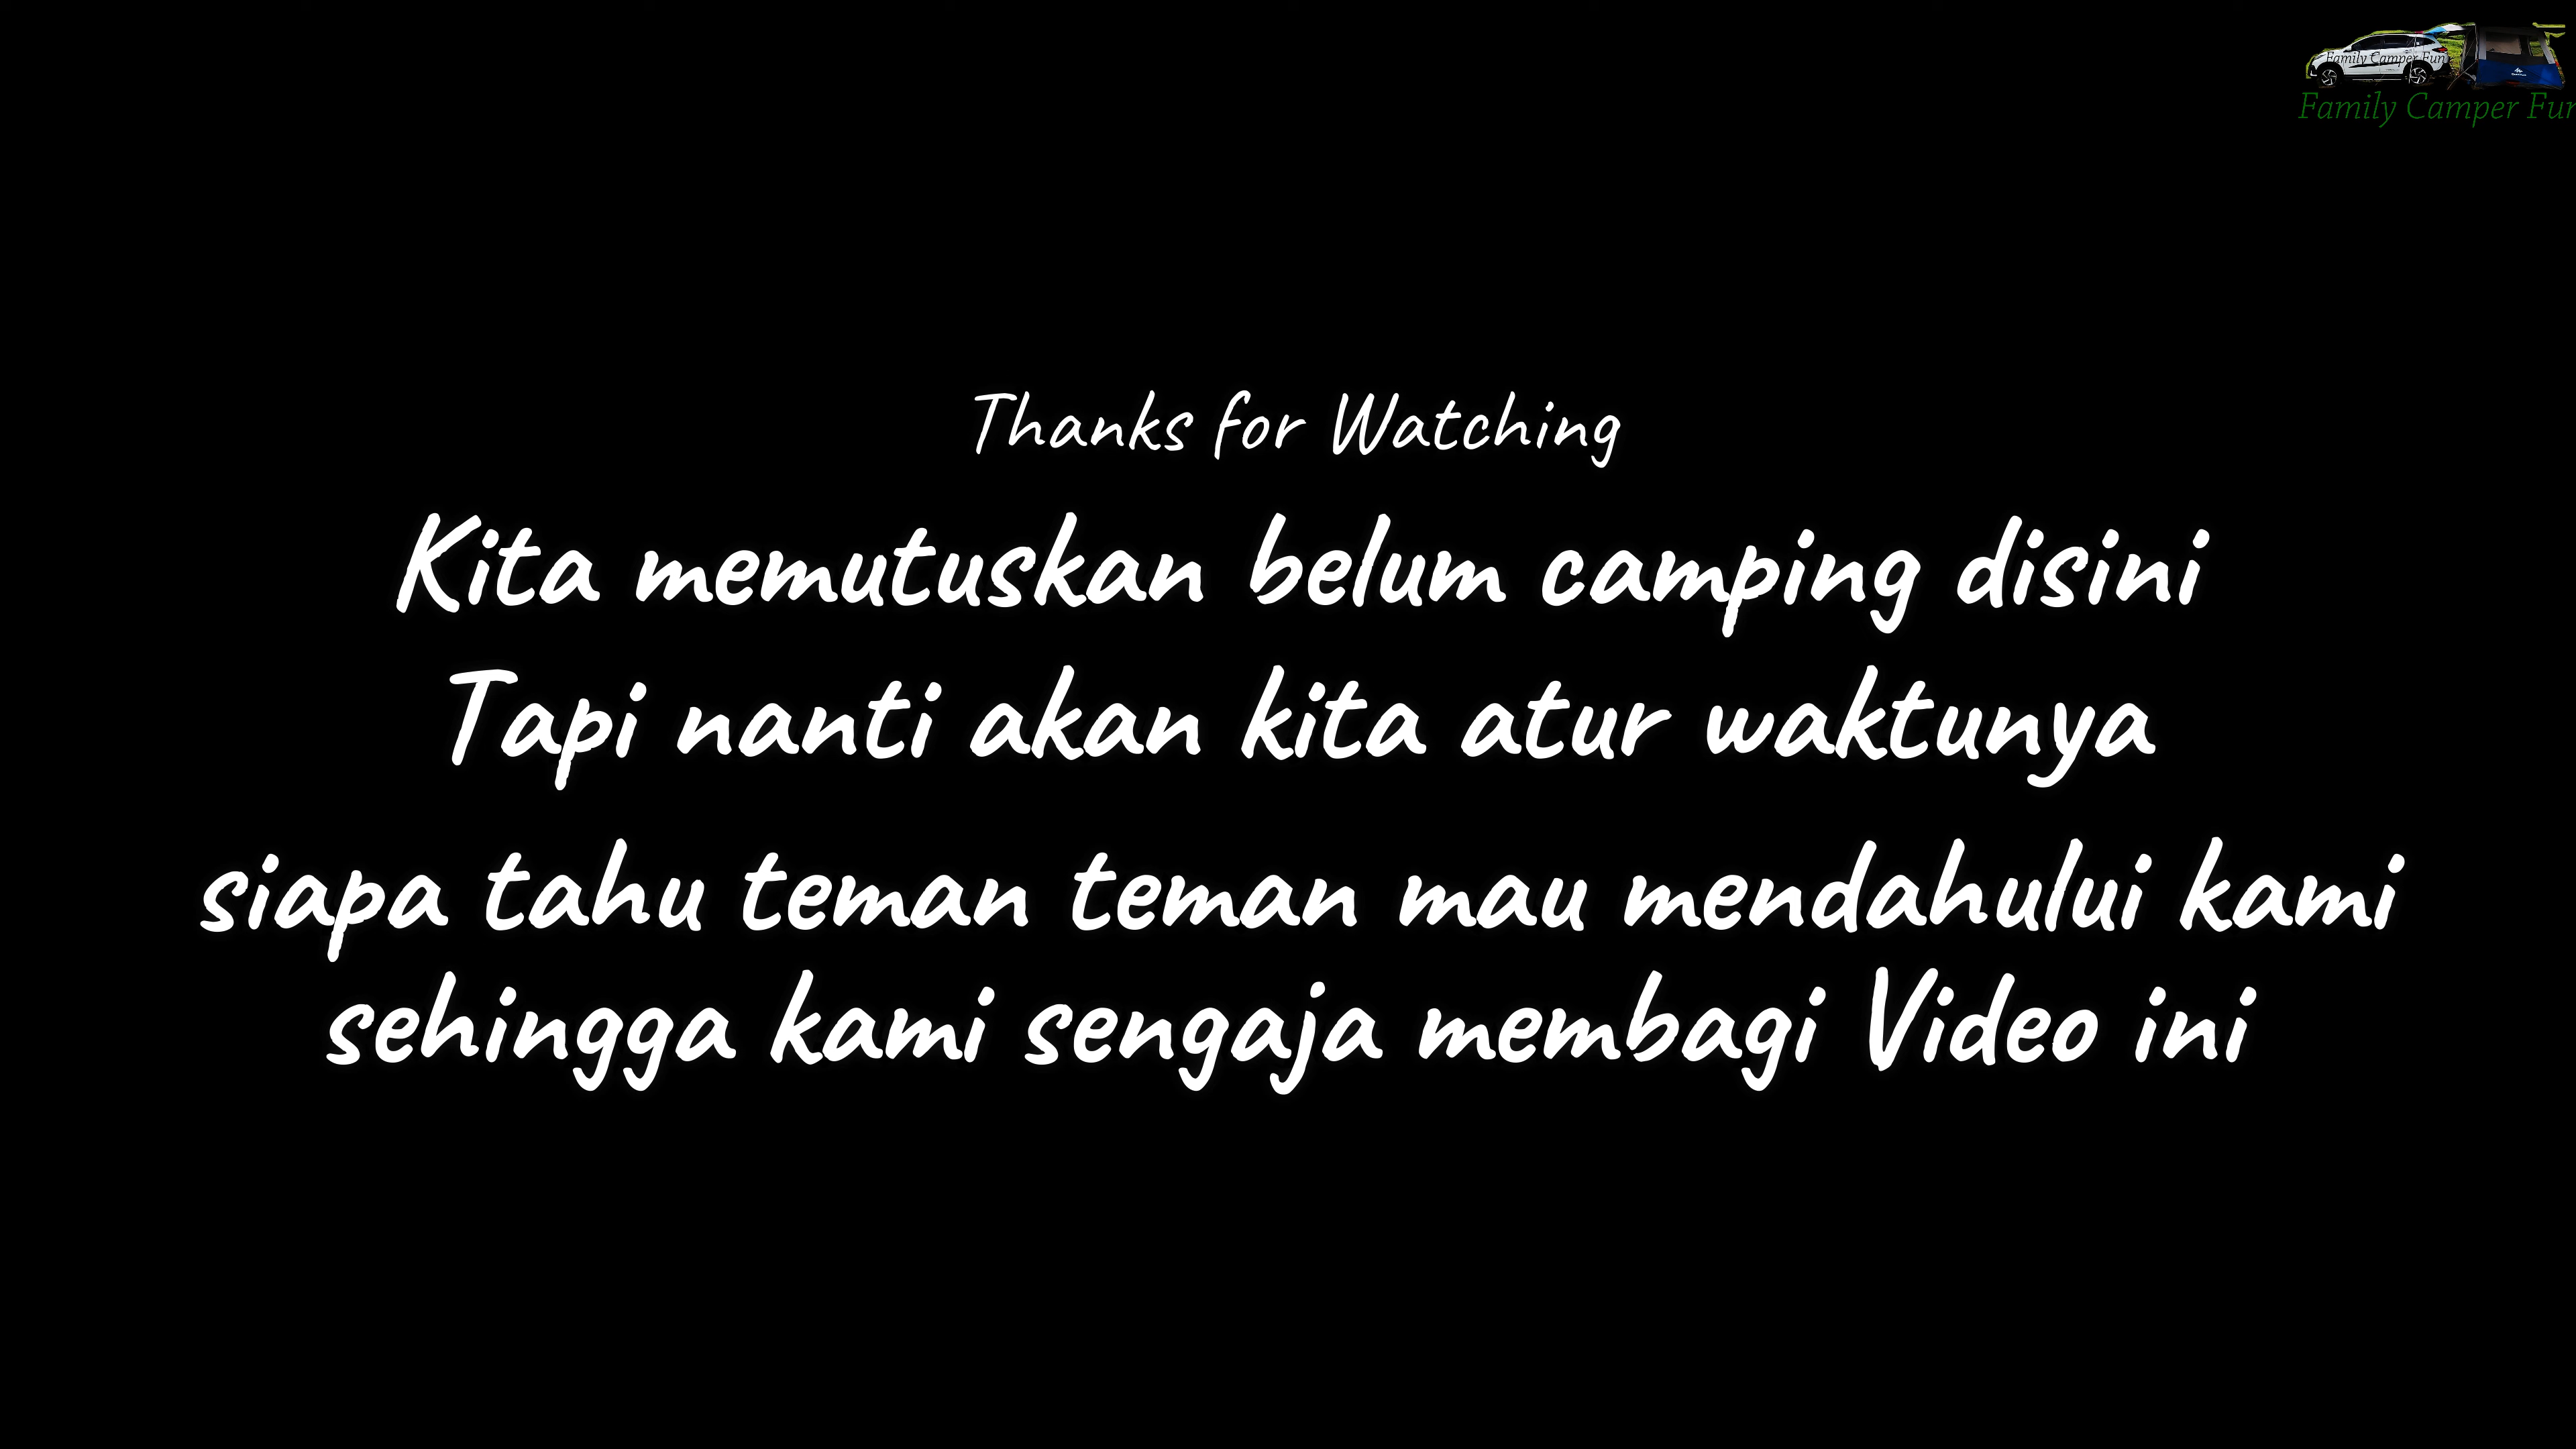 Family Camper Fun
Family Camper Fun
Thanks for Watching
Kita memutuskan belum camping disini
Tapi nanti akan kita atur waktunya
siapa tahu teman teman mau mendahului kami
sehingga kami sengaja membagi Video ini